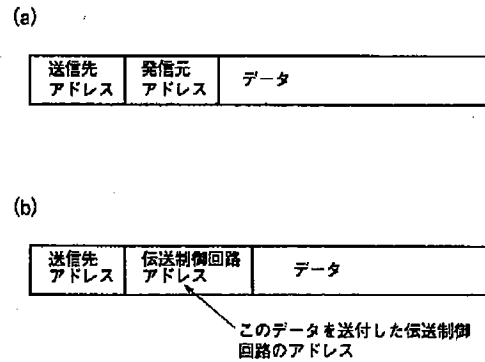 (a)
送信先 発信元 データ
アドレス アドレス
(b)
送信先 伝送制御回路 データ
アドレス アドレス
このデータを送付した伝送制御
回路のアドレス